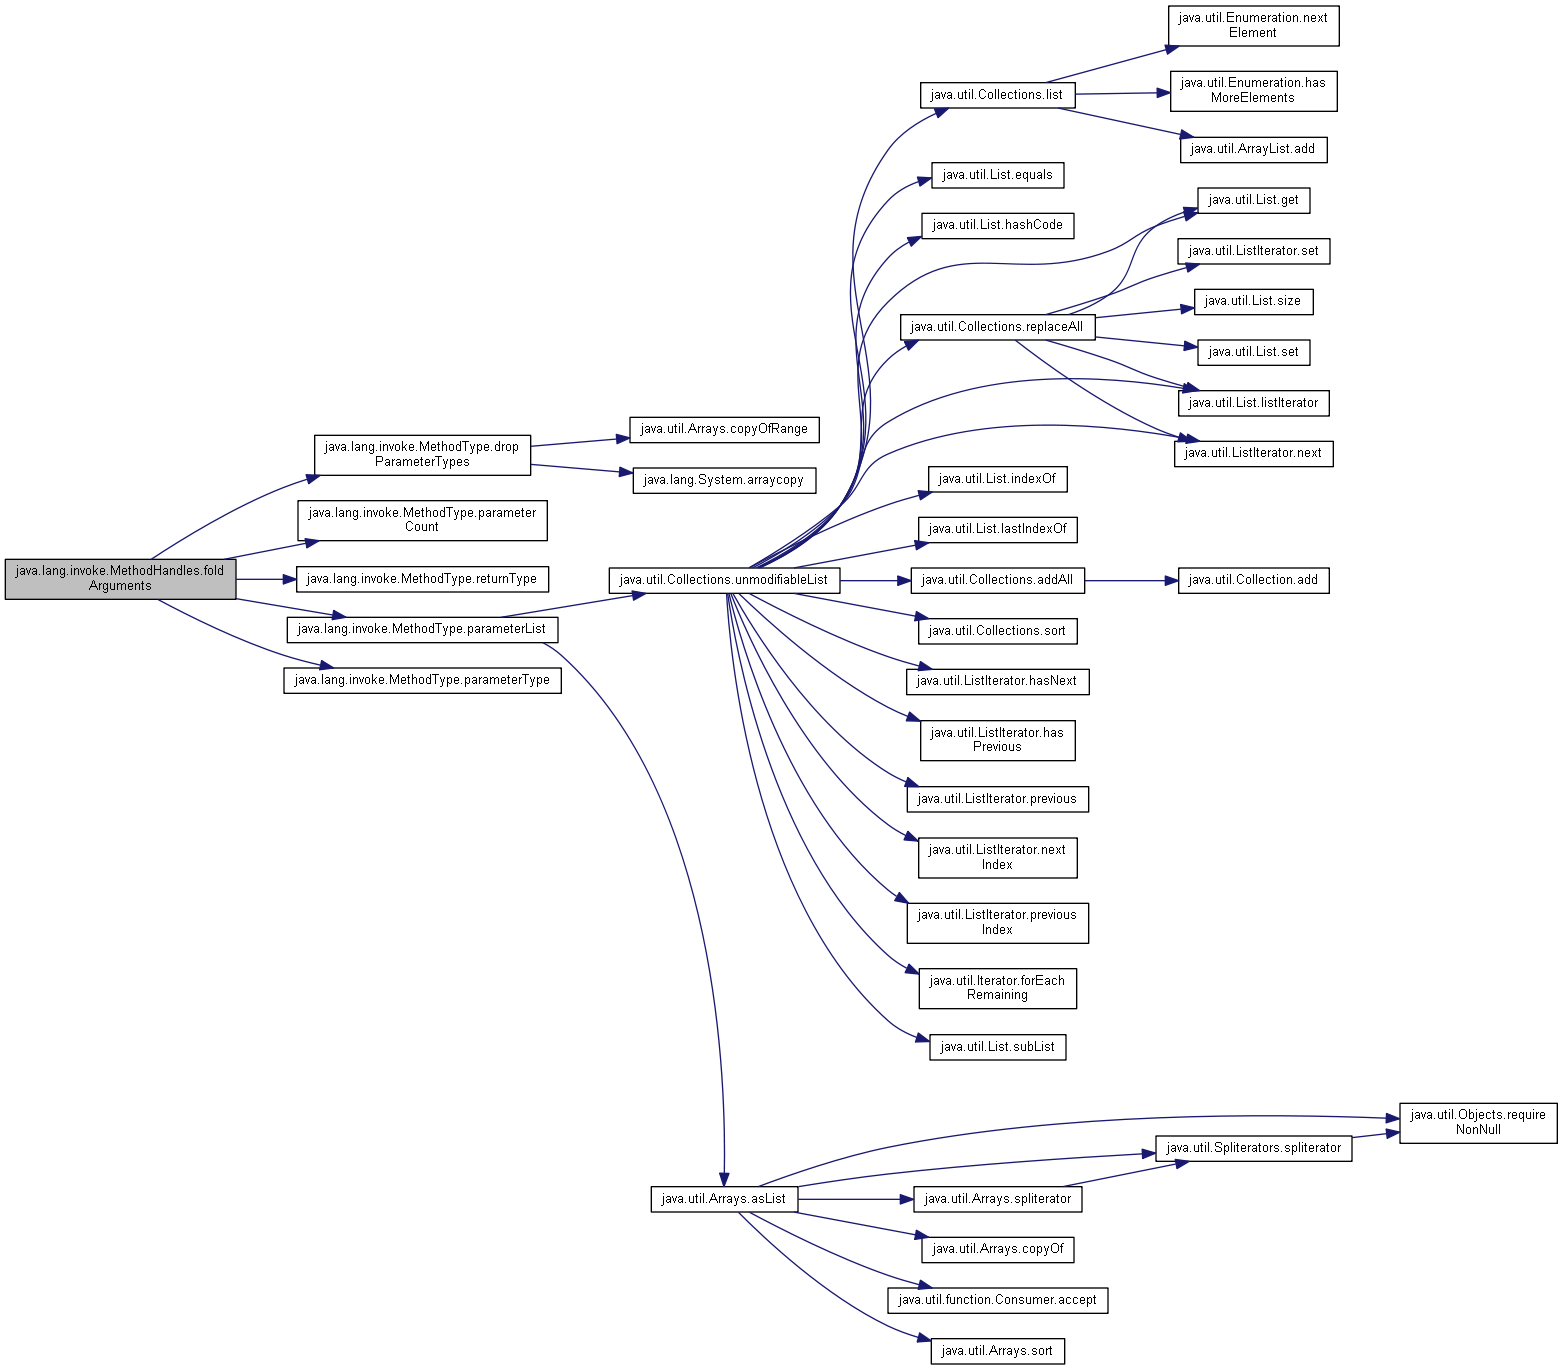 java.util.Enumeration.next
Element
java.util.Collections.list
java.util.Enumeration.has
MoreElements
java.util.ArrayList.add
java.util.List.equals
java.util.List.get
java.util.List.hashCode
java.util.ListIterator.set
java.util.List.size
java.util.Collections.replaceAll
java.util.List.set
java.util.List.listIterator
java.util.Arrays.copyOfRange
java.lang.invoke.MethodType.drop
ParameterTypes
java.util.ListIterator.next
java.lang.System.arraycopy
java.util.List.indexOf
java.lang.invoke.MethodType.parameter
Count
java.util.List.lastIndexOf
java.lang.invoke.MethodHandles.fold
Arguments
java.lang.invoke.MethodType.returnType
java.util.Collections.unmodifiableList
java.util.Collections.addAll
java.util.Collection.add
java.lang.invoke.MethodType.parameterList
java.util.Collections.sort
java.lang.invoke.MethodType.parameterType
java.util.ListIterator.hasNext
java.util.ListIterator.has
Previous
java.util.ListIterator.previous
java.util.ListIterator.next
Index
java.util.ListIterator.previous
Index
java.util.Iterator.forEach
Remaining
java.util.List.subList
java.util.Objects.require
NonNull
java.util.Spliterators.spliterator
java.util.Arrays.asList
java.util.Arrays.spliterator
java.util.Arrays.copyOf
java.util.function.Consumer.accept
java.util.Arrays.sort